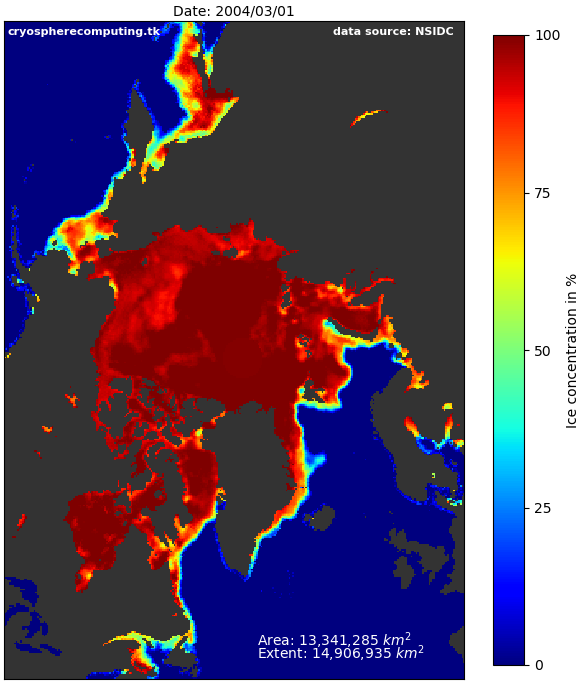 Date: 2004/03/01
cryospherecomputing.tk
data source: NSIDC
100
75
50
25
0
Ice concentration in %
Area: 13,341,285 km²
Extent: 14,906,935 km²